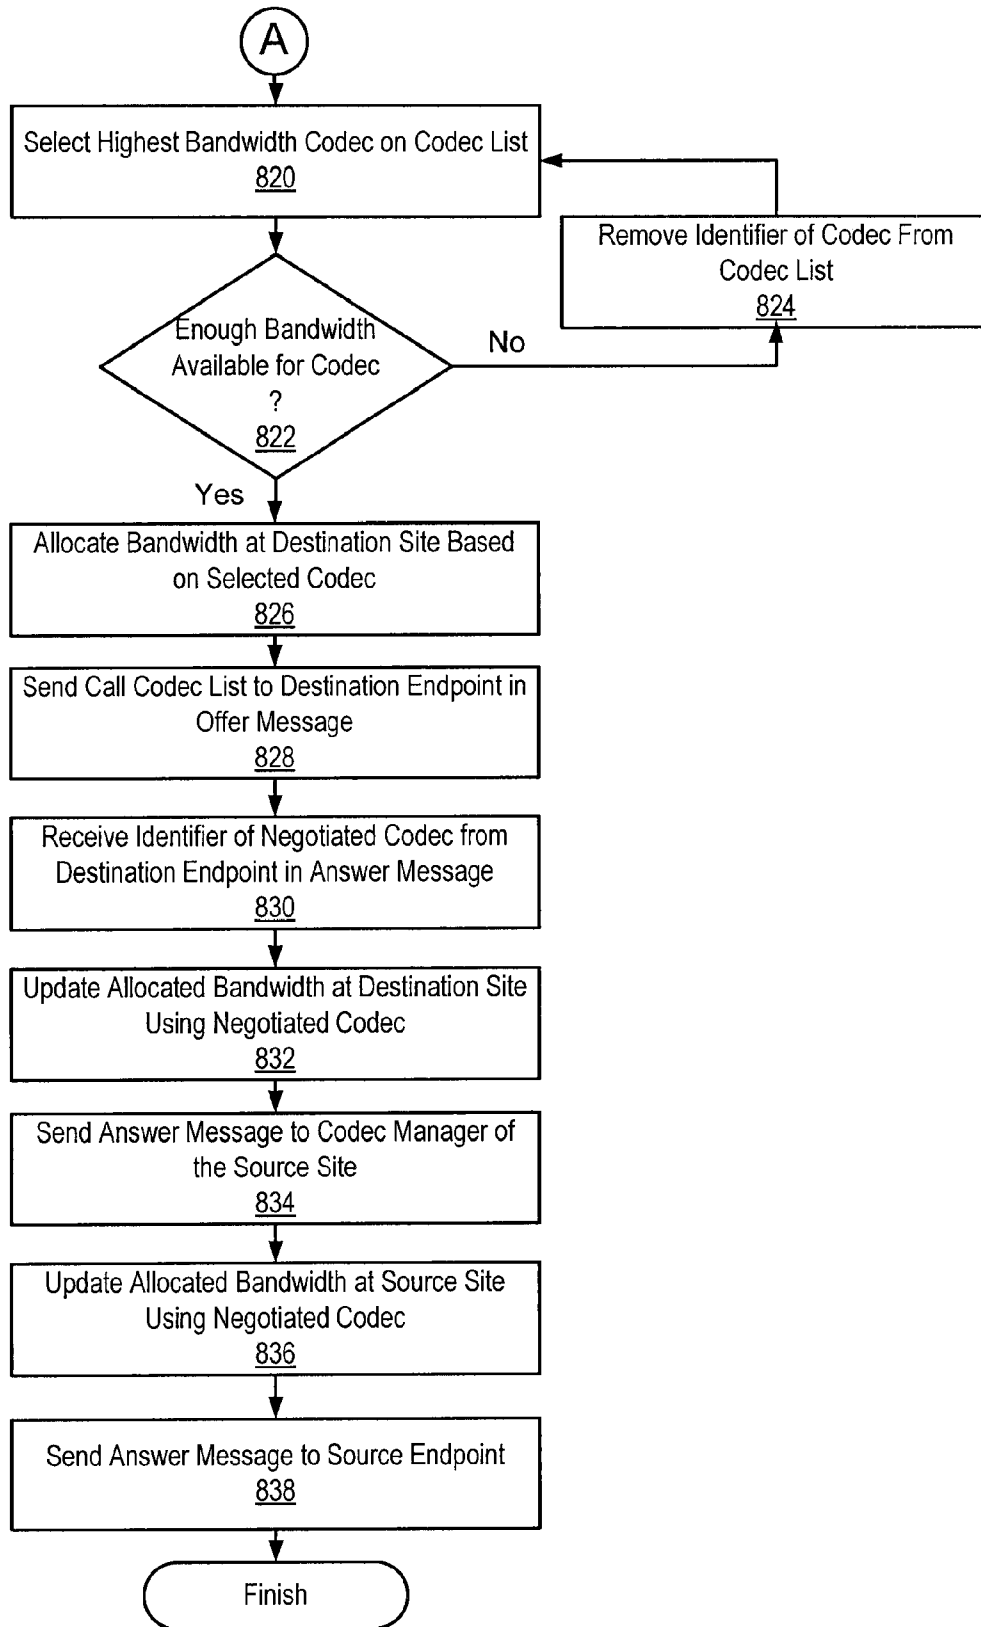 A
Select Highest Bandwidth Codec on Codec List
820
Remove Identifier of Codec From
Codec List
824
Enough Bandwidth
Available for Codec
?
822
No
Yes
Allocate Bandwidth at Destination Site Based
on Selected Codec
826
Send Call Codec List to Destination Endpoint in
Offer Message
828
Receive Identifier of Negotiated Codec from
Destination Endpoint in Answer Message
830
Update Allocated Bandwidth at Destination Site
Using Negotiated Codec
832
Send Answer Message to Codec Manager of
the Source Site
834
Update Allocated Bandwidth at Source Site
Using Negotiated Codec
836
Send Answer Message to Source Endpoint
838
Finish